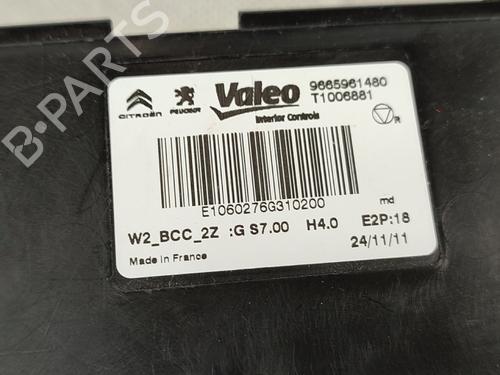 B-Parts
CITROËN PEUGEOT Valeo 9665961480
T1006881
Interior Controls
R
E1060276G310200
md
W2_BCC_2Z :G S7.00 H4.0 E2P:18
Made in France 24/11/11